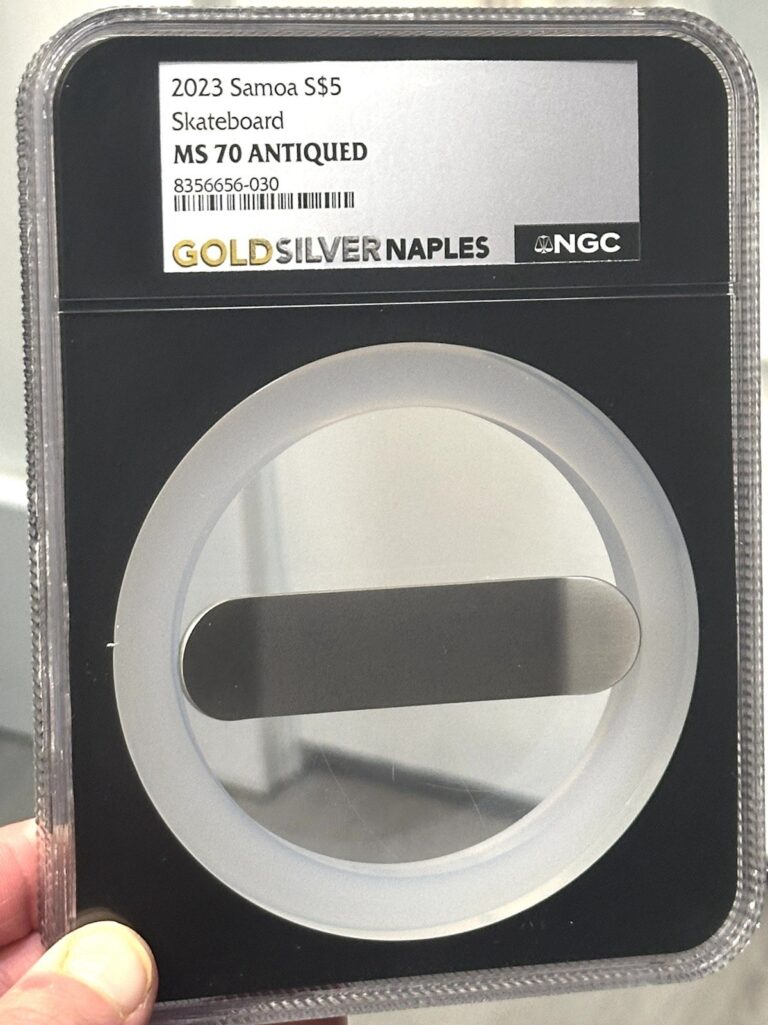 2023 Samoa S$5
Skateboard
MS 70 ANTIQUED
8356656-030
GOLDSILVERNAPLES
NGC